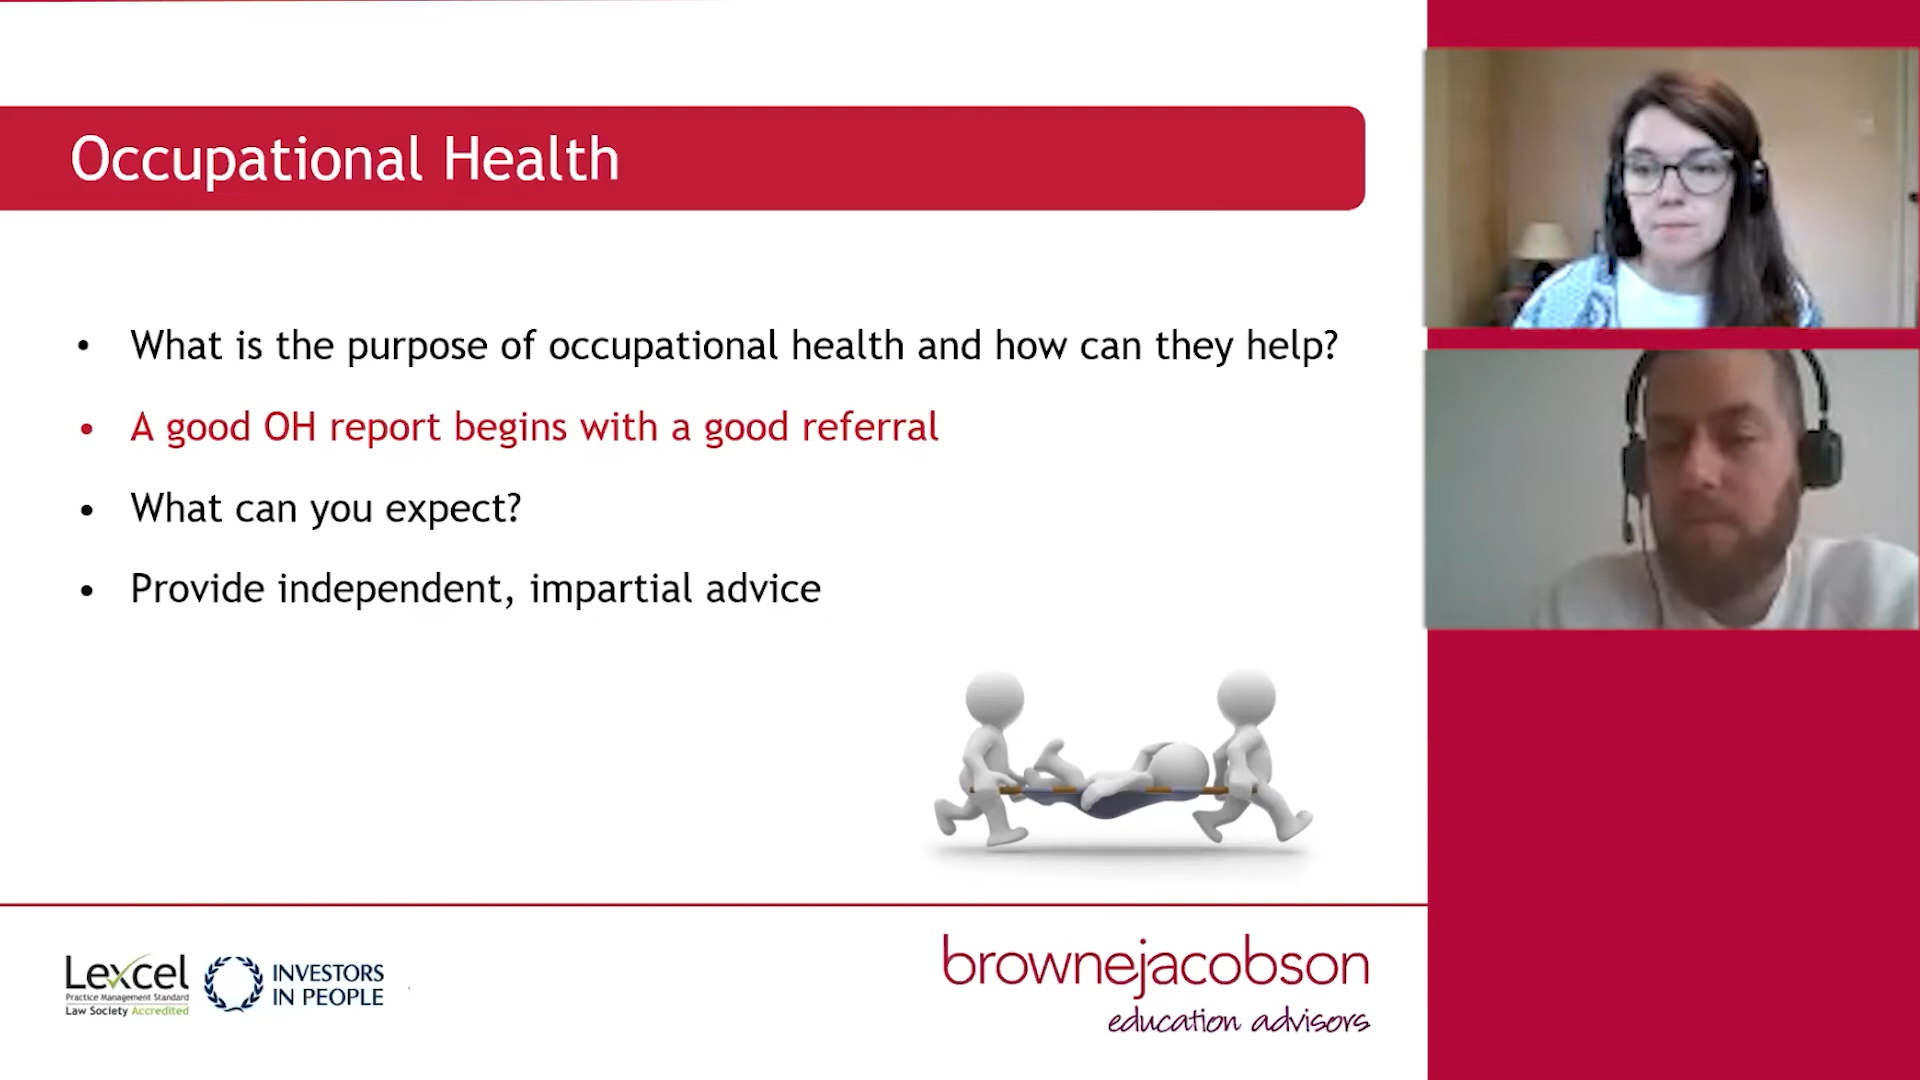 Occupational Health
• What is the purpose of occupational health and how can they help?
• A good OH report begins with a good referral
• What can you expect?
• Provide independent, impartial advice
Lexcel
Practice Management Standard
Law Society Accredited
INVESTORS
IN PEOPLE
brownejacobson
education advisors